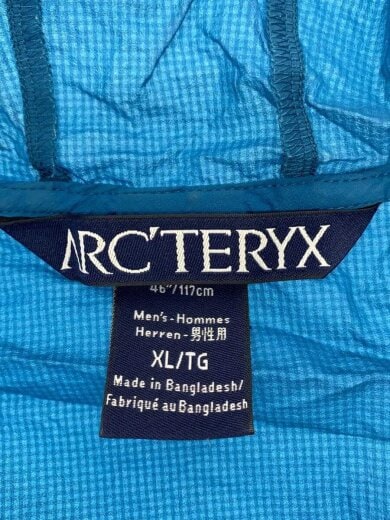 ARC'TERYX
46"/117cm
Men's-Hommes
Herren-男性用
XL/TG
Made in Bangladesh/
Fabriqué au Bangladesh